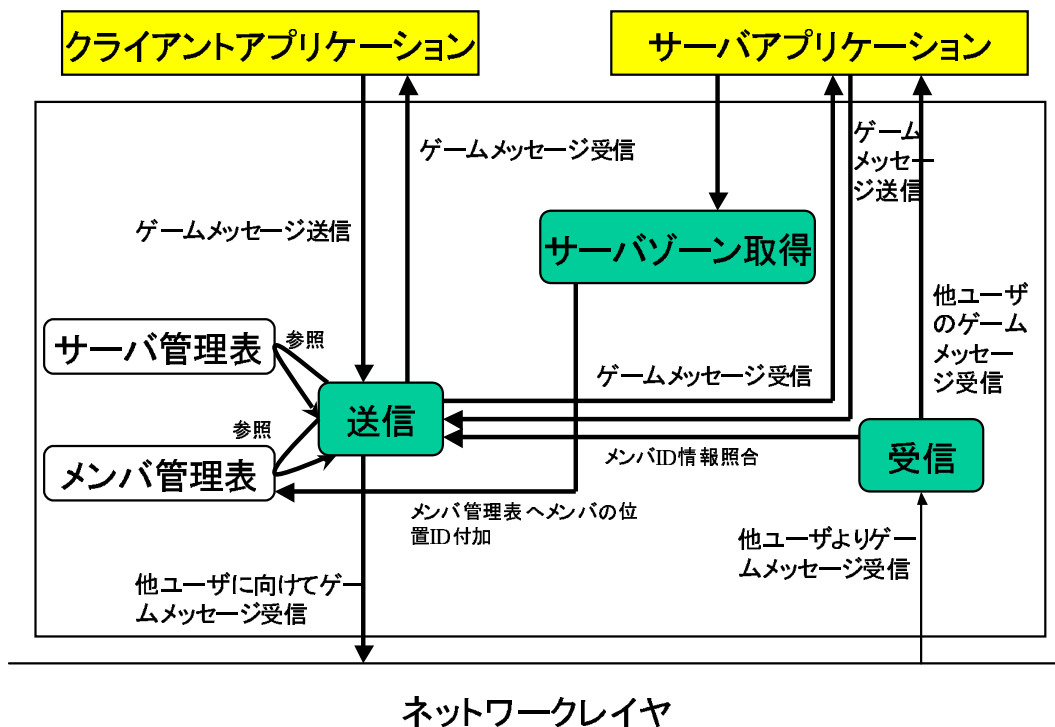 クライアントアプリケーション
サーバアプリケーション
ゲームメッセージ受信
ゲーム
メッセー
ジ送信
ゲームメッセージ送信
サーバゾーン取得
他ユーザ
のゲーム
メッセー
ジ受信
サーバ管理表
参照
ゲームメッセージ受信
送信
参照
メンバ管理表
メンバID情報照合
受信
メンバ管理表へメンバの位
置ID付加
他ユーザよりゲー
ムメッセージ受信
他ユーザに向けてゲー
ムメッセージ受信
ネットワークレイヤ